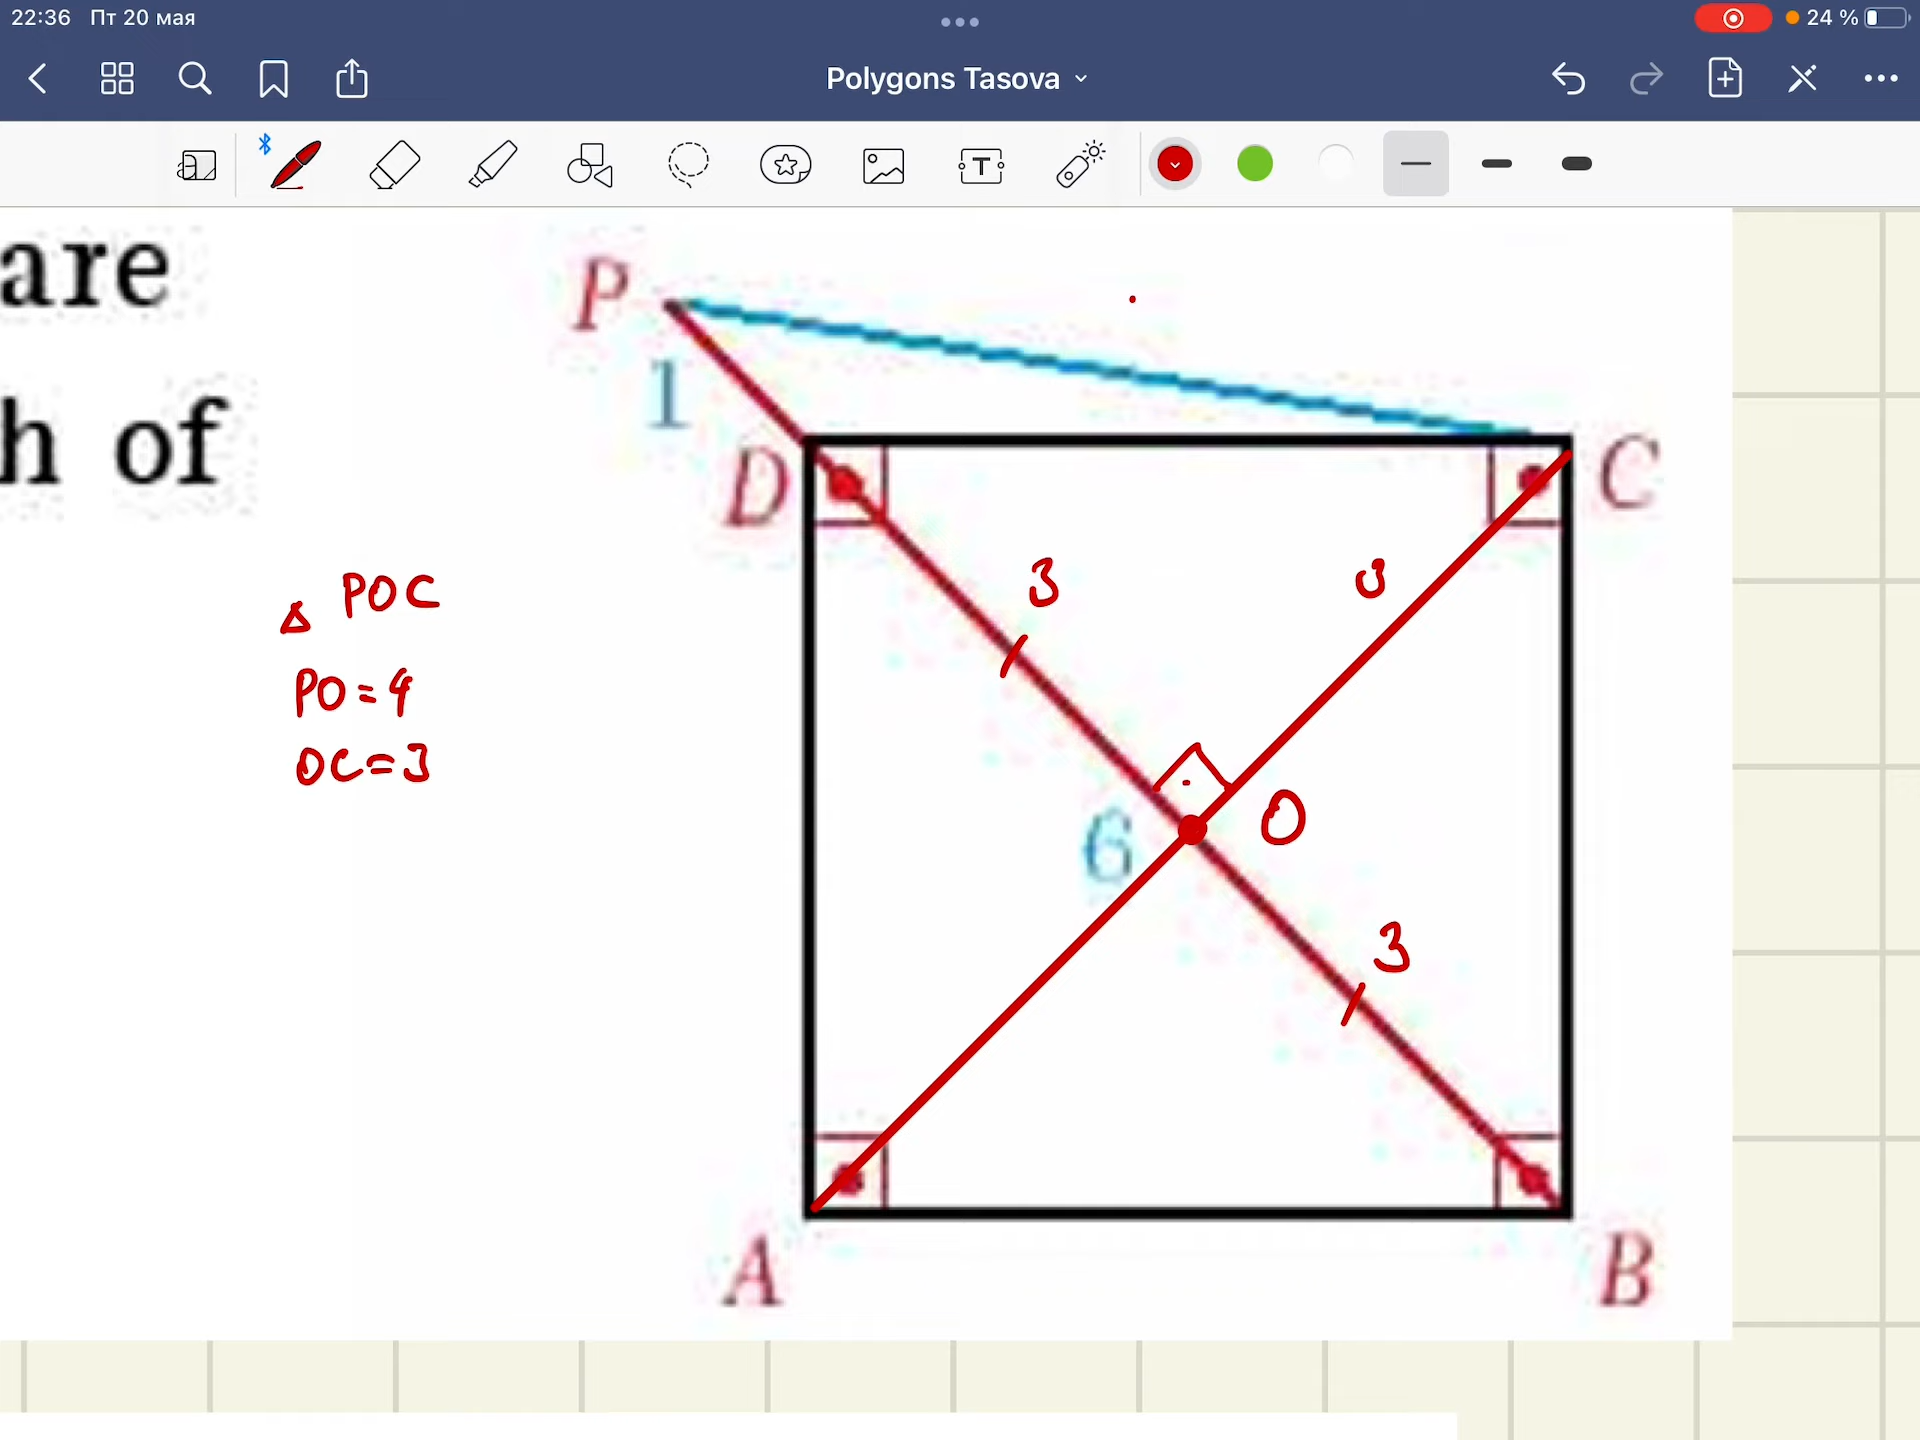 22:36 Пт 20 мая
24 %
Polygons Tasova
T
are
P
1
h of
D
C
3
Δ POC
PO=4
OC=3
6
O
3
A
B